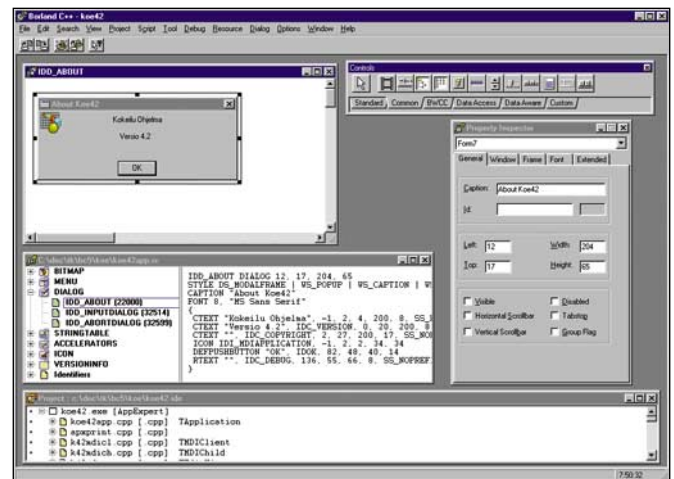 Borland C++ - koe42
File Edit Search View Project Script Tool Debug Resource Dialog Options Window Help
IDD_ABOUT
About Koe42
Kokeilu Ohjelma
Versio 4.2
OK
Controls
Standard Common BWCC Data Access Data Aware Custom
Property Inspector
Form7
General Window Frame Font Extended
Caption: About Koe42
Id:
Left: 12 Width: 204
Top: 17 Height: 65
Visible Disabled
Horizontal Scrollbar Tabstop
Vertical Scrollbar Group Flag
BITMAP
MENU
DIALOG
IDD_ABOUT (22000)
IDD_INPUTDIALOG (32514)
IDD_ABORTDIALOG (32599)
STRINGTABLE
ACCELERATORS
ICON
VERSIONINFO
Identifiers
IDD_ABOUT DIALOG 12, 17, 204, 65
STYLE DS_MODALFRAME | WS_POPUP | WS_CAPTION |
CAPTION "About Koe42"
FONT 8, "MS Sans Serif"
{
CTEXT "Kokeilu Ohjelma", -1, 2, 4, 200, 8, SS_
CTEXT "Versio 4.2", IDC_VERSION, 0, 20, 200, 8
CTEXT "", IDC_COPYRIGHT, 2, 27, 200, 17, SS_NO
ICON IDI_MDIAPPLICATION, -1, 2, 2, 34, 34
DEFPUSHBUTTON "OK", IDOK, 82, 48, 40, 14
RTEXT "", IDC_DEBUG, 136, 55, 66, 8, SS_NOPREF
}
koe42.exe [AppExpert]
koe42app.cpp [.cpp] TApplication
apxprint.cpp [.cpp]
k42mdicl.cpp [.cpp] TMDIClient
k42mdich.cpp [.cpp] TMDIChild
7:50:32